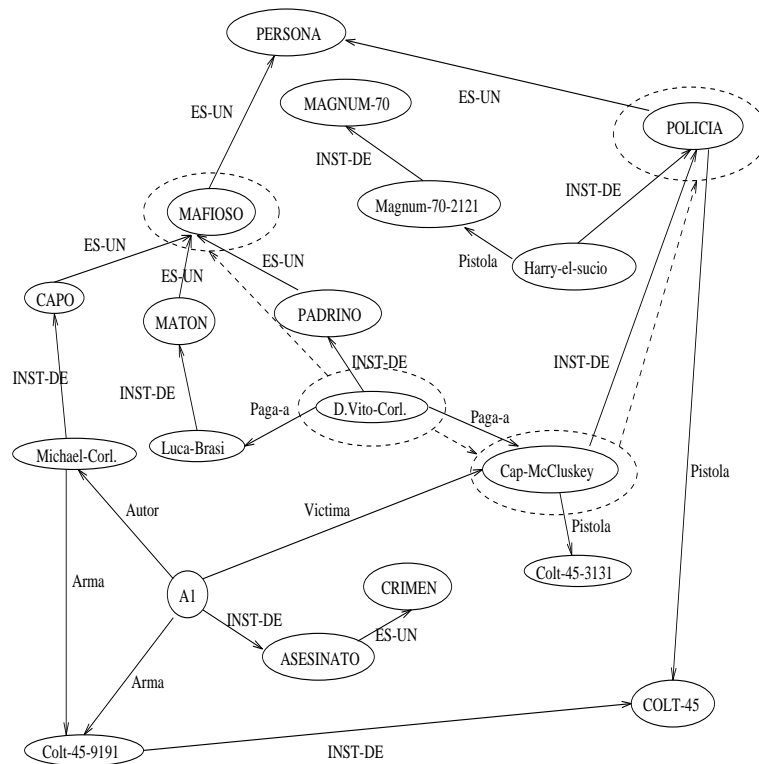 PERSONA
ES-UN
MAGNUM-70
ES-UN
POLICIA
INST-DE
INST-DE
MAFIOSO
Magnum-70-2121
ES-UN
ES-UN
ES-UN
Pistola
Harry-el-sucio
CAPO
MATON
PADRINO
INST-DE
INST-DE
INST-DE
INST-DE
Paga-a
D.Vito-Corl.
Paga-a
Michael-Corl.
Luca-Brasi
Cap-McCluskey
Pistola
Autor
Victima
Pistola
Arma
Colt-45-3131
A1
CRIMEN
INST-DE
ES-UN
ASESINATO
Arma
COLT-45
Colt-45-9191
INST-DE